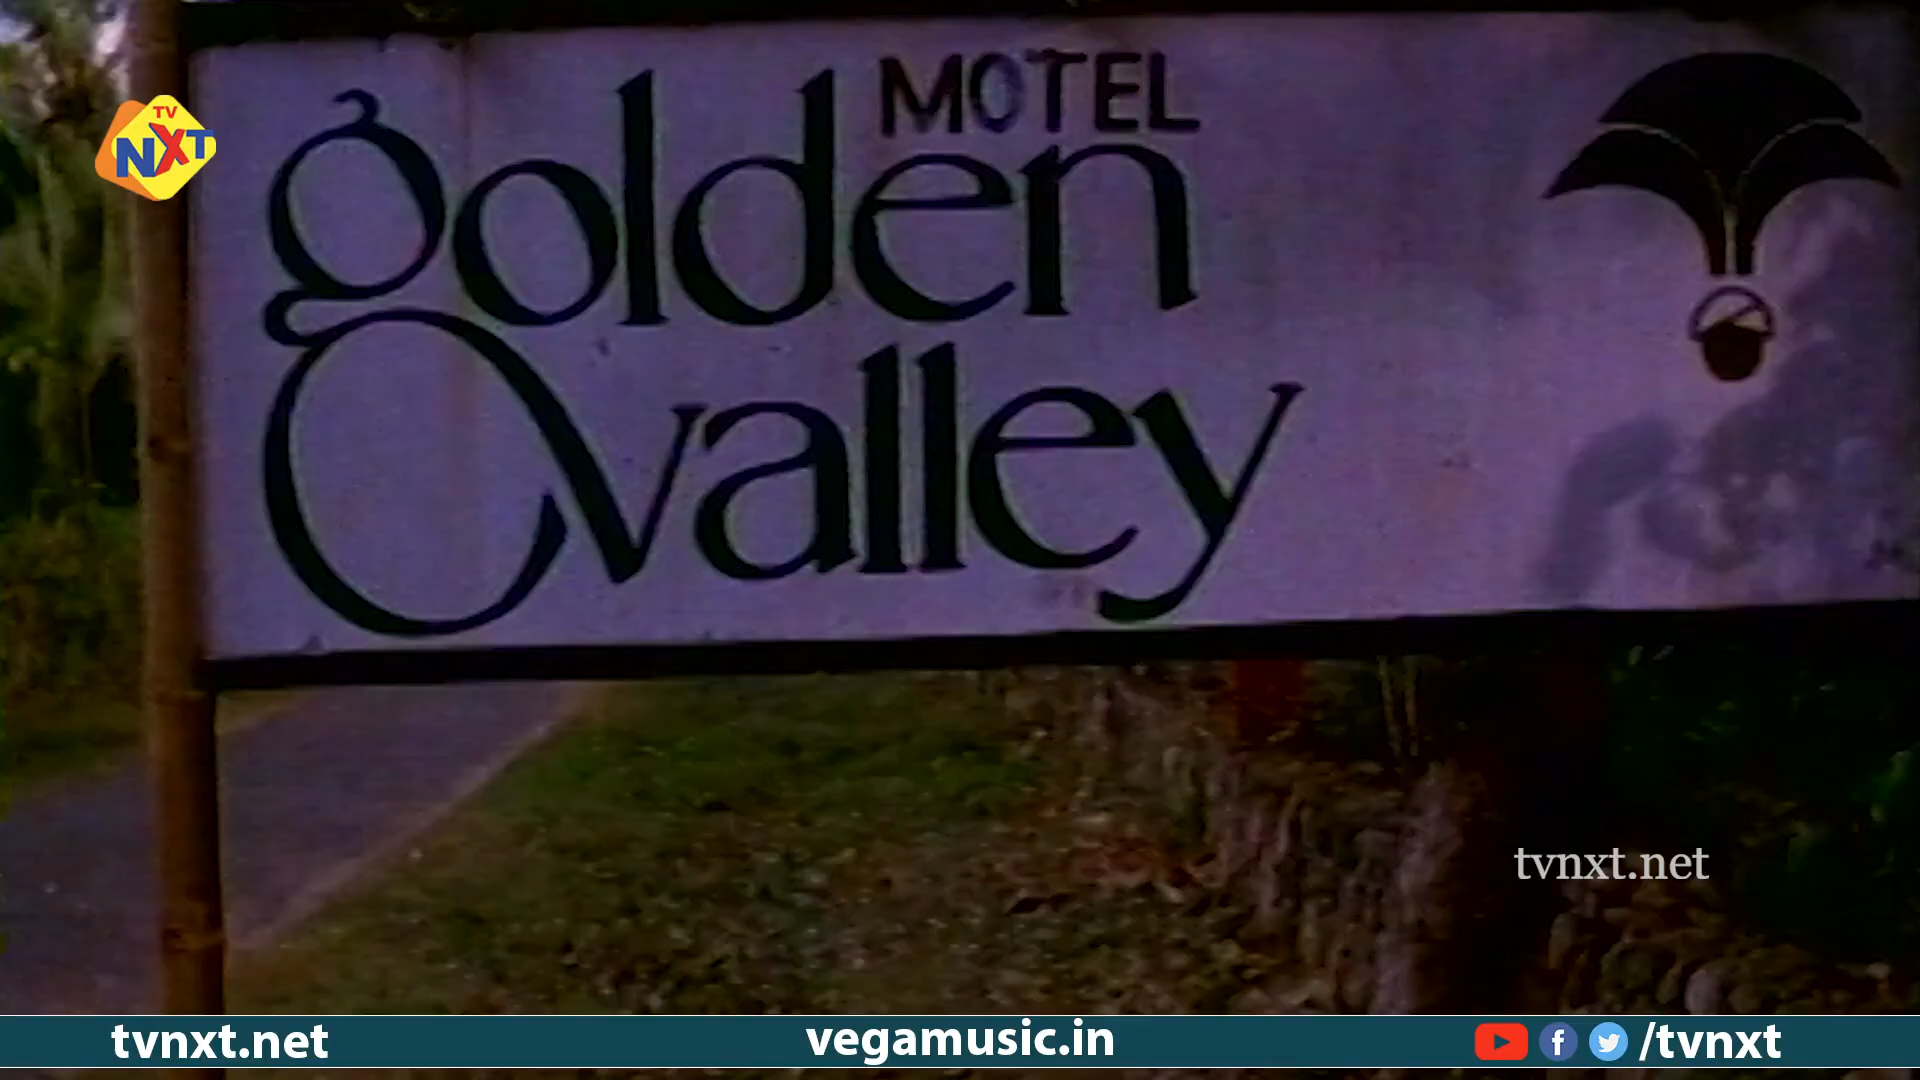 TV
NXT
MOTEL
golden
valley
tvnxt.net
tvnxt.net
vegamusic.in
/tvnxt